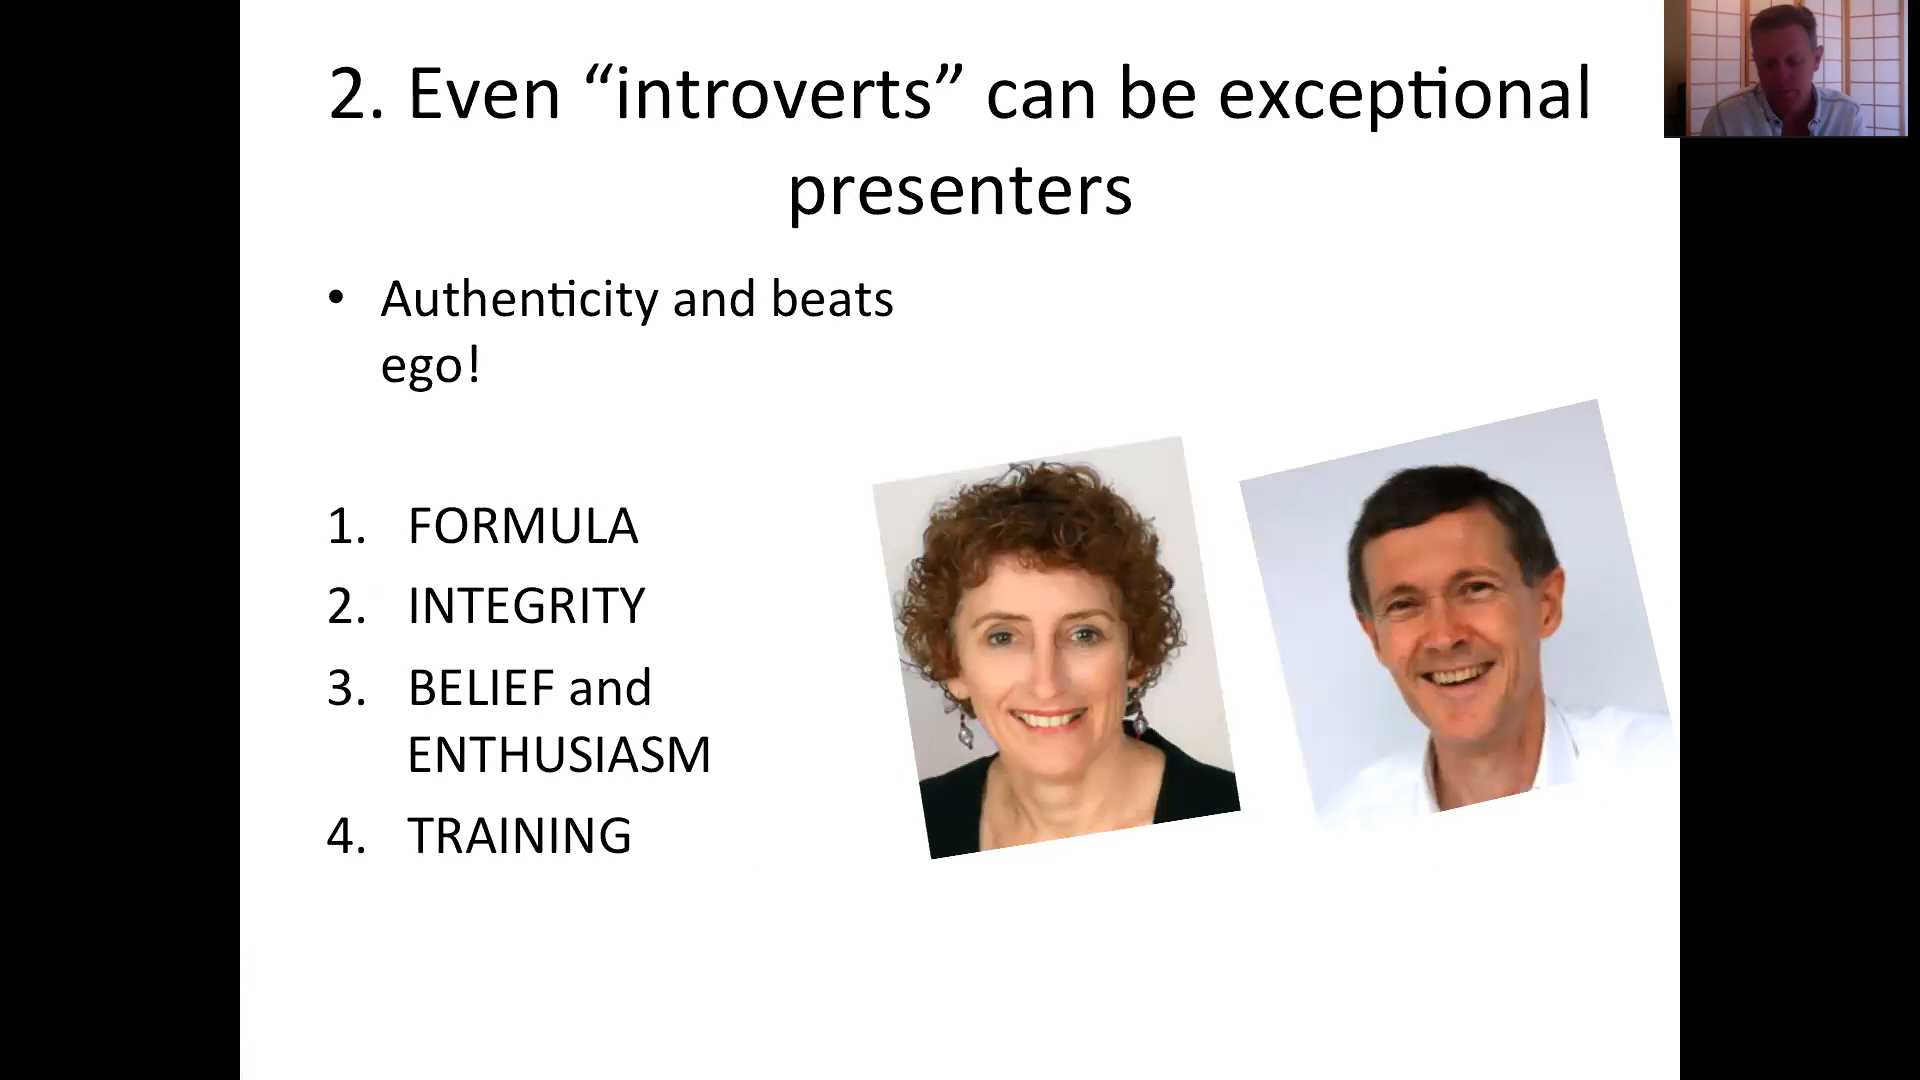 2. Even “introverts” can be exceptional
presenters
• Authenticity and beats
ego!
1. FORMULA
2. INTEGRITY
3. BELIEF and
ENTHUSIASM
4. TRAINING